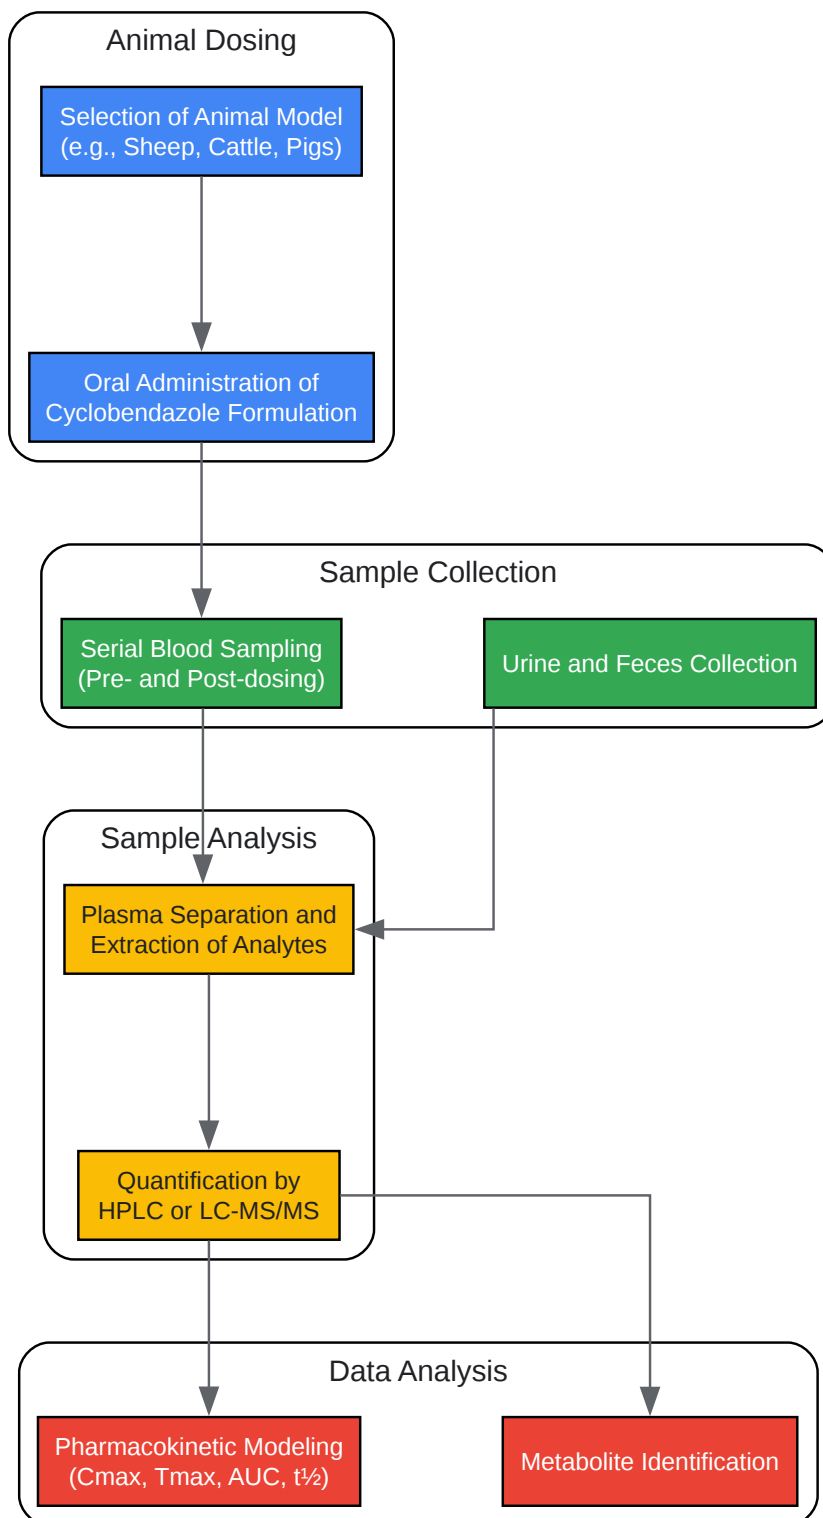 Animal Dosing
Selection of Animal Model
(e.g., Sheep, Cattle, Pigs)
Oral Administration of
Cyclobendazole Formulation
Sample Collection
Serial Blood Sampling
(Pre- and Post-dosing)
Urine and Feces Collection
Sample Analysis
Plasma Separation and
Extraction of Analytes
Quantification by
HPLC or LC-MS/MS
Data Analysis
Pharmacokinetic Modeling
(Cmax, Tmax, AUC, t½)
Metabolite Identification